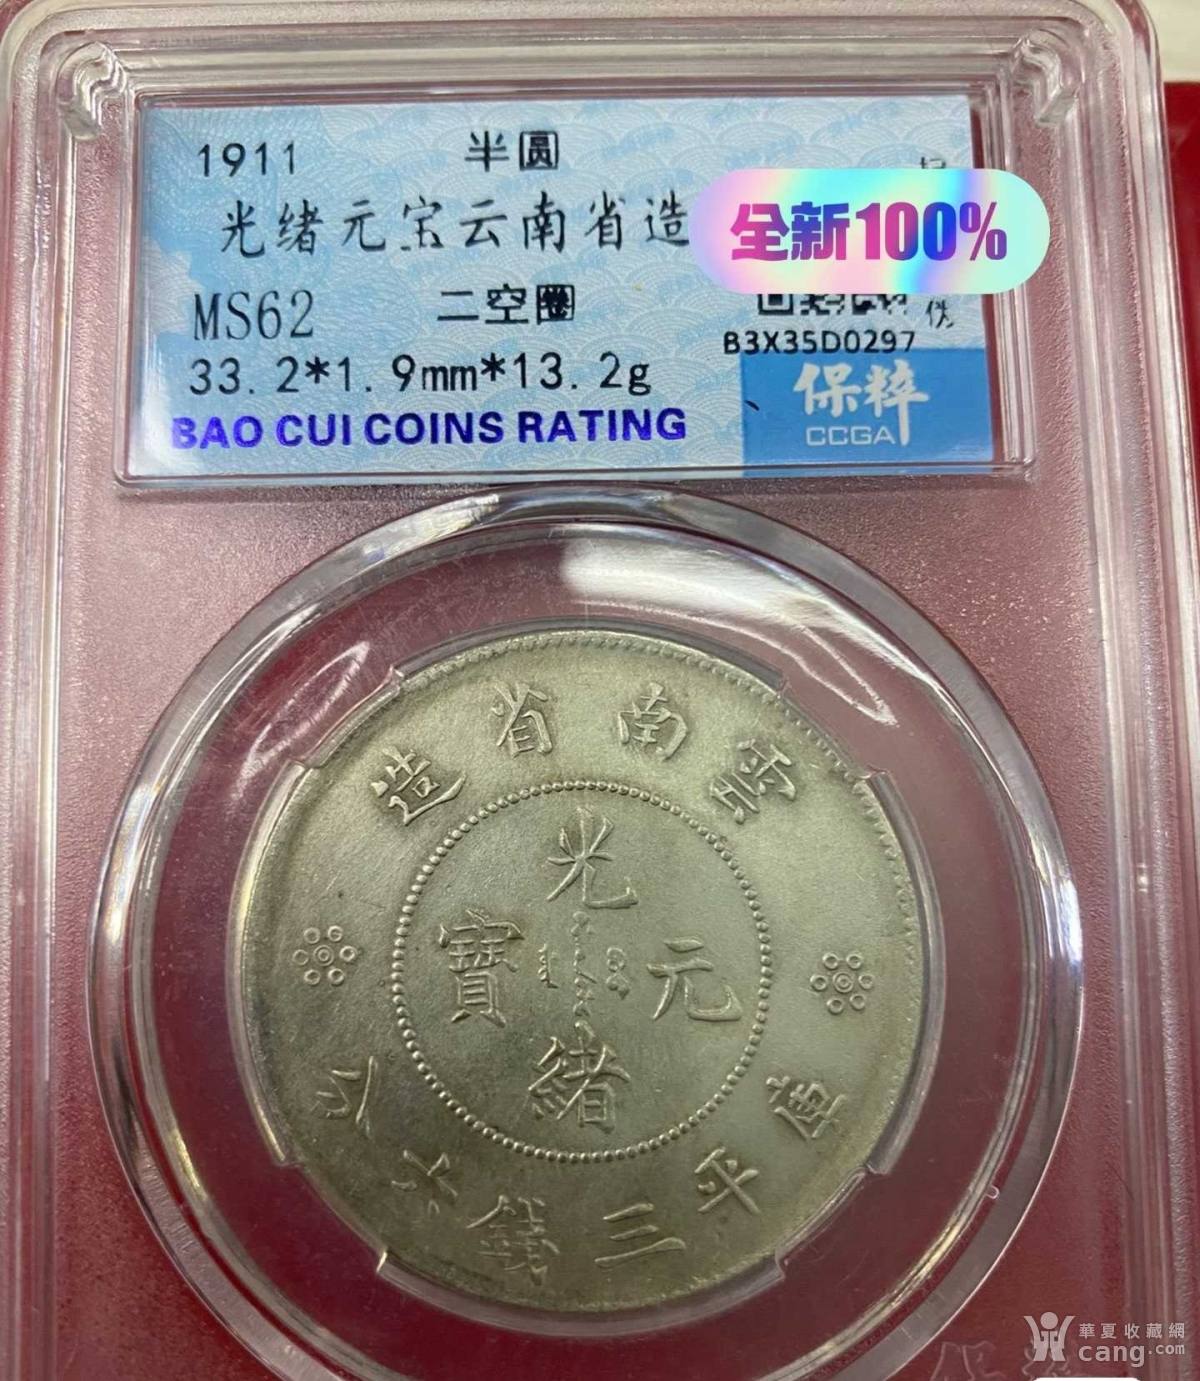 1911 半圆
光绪元宝云南省造
全新100%
MS62 二空圈
伪
B3X35D0297
33.2*1.9mm*13.2g
BAO CUI COINS RATING
保粹
CCGA
雲南省造
光緒元寶
庫平三錢六分
華夏收藏網
cang.com